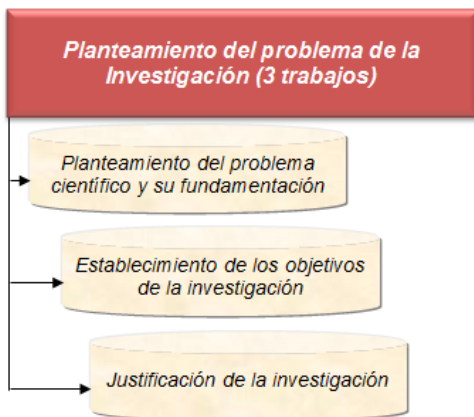 Planteamiento del problema de la
Investigación (3 trabajos)
Planteamiento del problema
científico y su fundamentación
Establecimiento de los objetivos
de la investigación
Justificación de la investigación